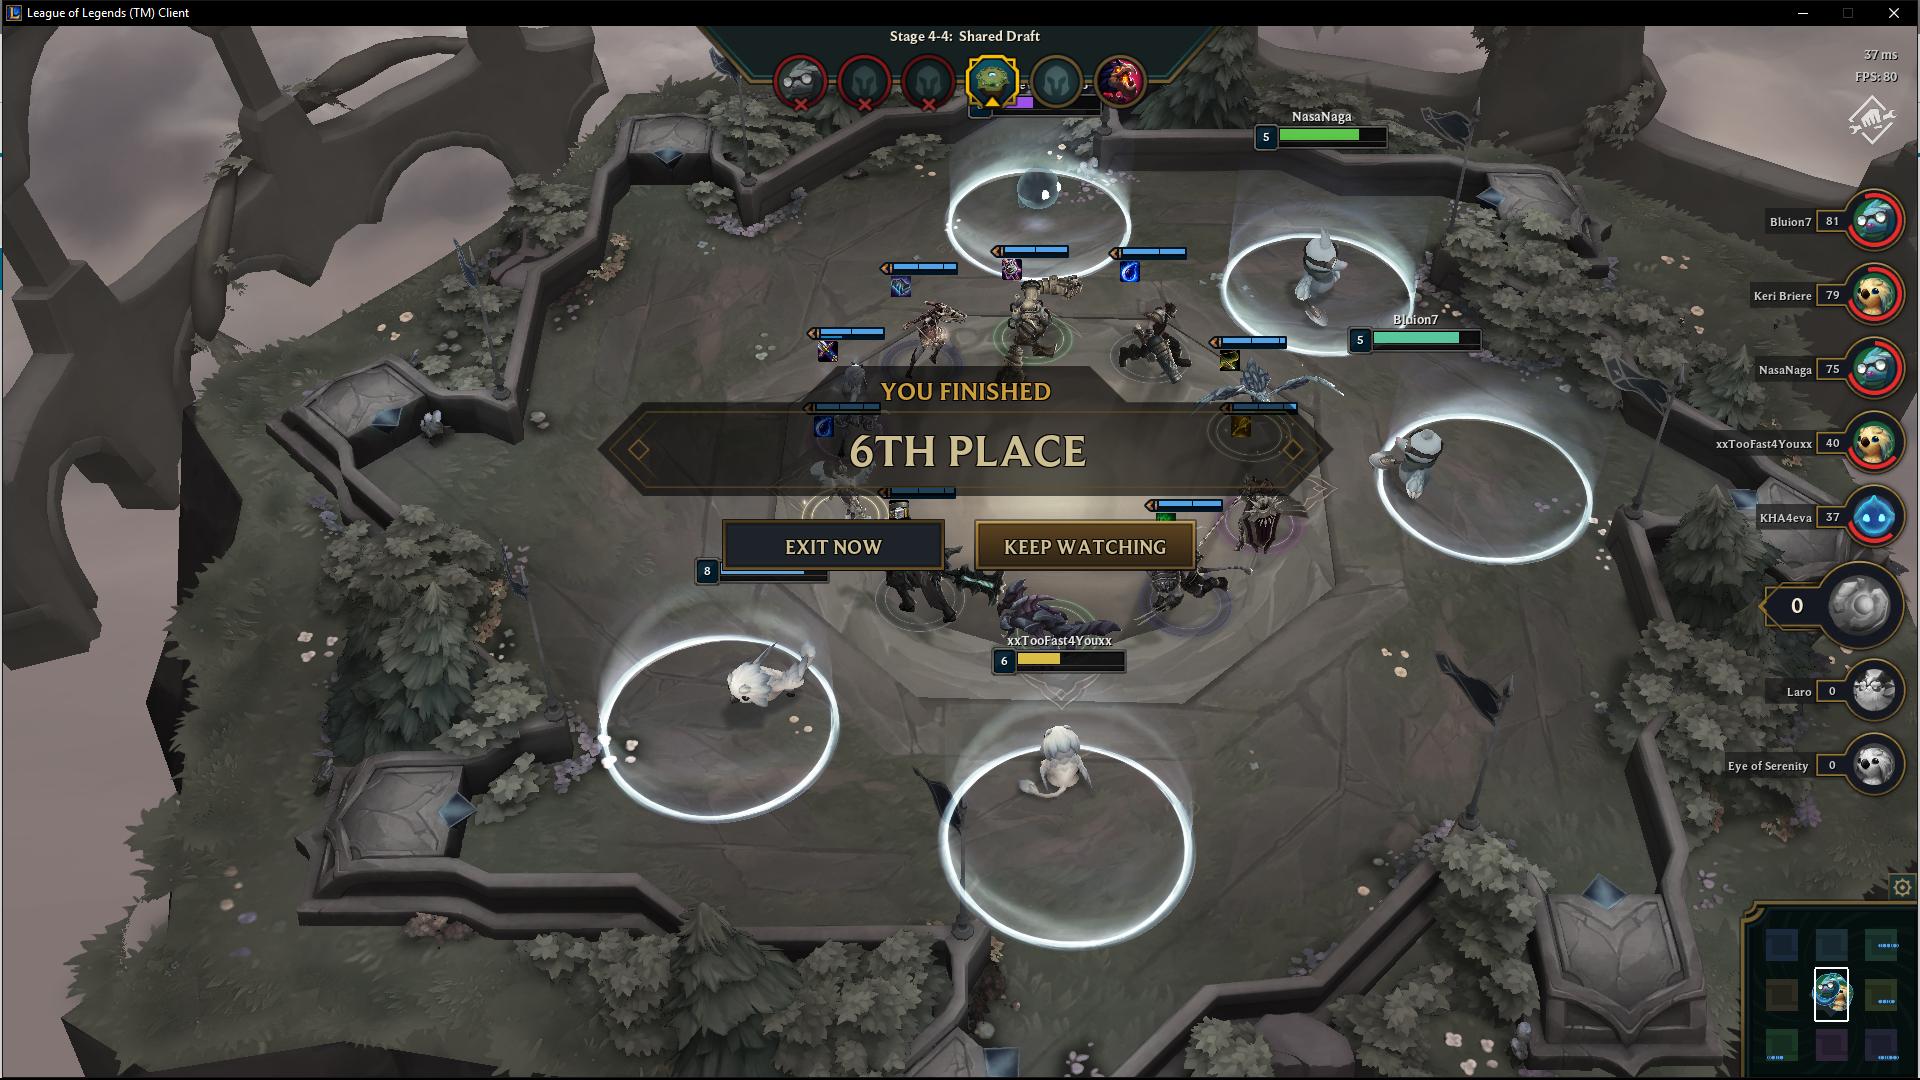 League of Legends (TM) Client
Stage 4-4: Shared Draft
37 ms
FPS: 80
NasaNaga
5
Bluion7 81
Keri Briere 79
Bluion7
5
NasaNaga 75
YOU FINISHED
6TH PLACE
xxTooFast4Youxx 40
KHA4eva 37
EXIT NOW
KEEP WATCHING
8
0
xxTooFast4Youxx
6
Laro 0
Eye of Serenity 0